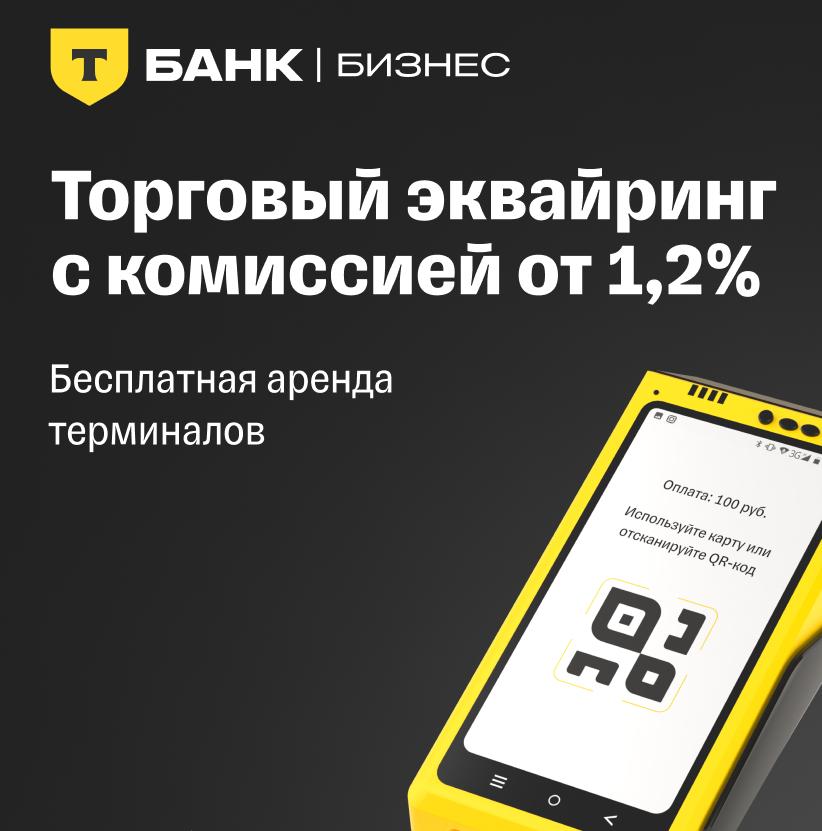 Т БАНК | БИЗНЕС
Торговый эквайринг
с комиссией от 1,2%
Бесплатная аренда
терминалов
3G
Оплата: 100 руб.
Используйте карту или
отсканируйте QR-код